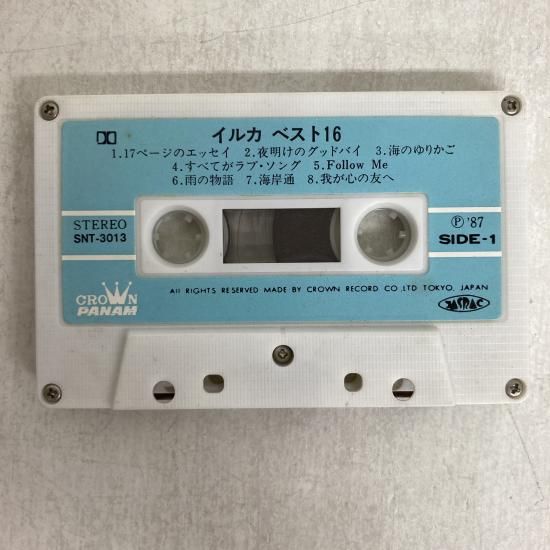 イルカ ベスト16
1.17ページのエッセイ 2.夜明けのグッドバイ 3.海のゆりかご
4.すべてがラブ・ソング 5.Follow Me
6.雨の物語 7.海岸通 8.我が心の友へ
STEREO
SNT-3013
Ⓟ'87
SIDE-1
CROWN
PANAM
All RIGHTS RESERVED MADE BY CROWN RECORD CO.,LTD TOKYO, JAPAN
JASRAC